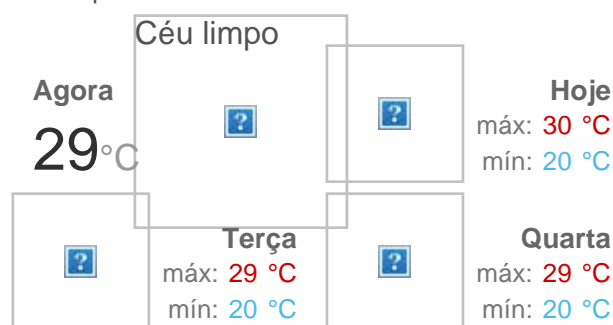 Céu limpo
Agora
29°C
Hoje
máx: 30 °C
mín: 20 °C
Terça
máx: 29 °C
mín: 20 °C
Quarta
máx: 29 °C
mín: 20 °C